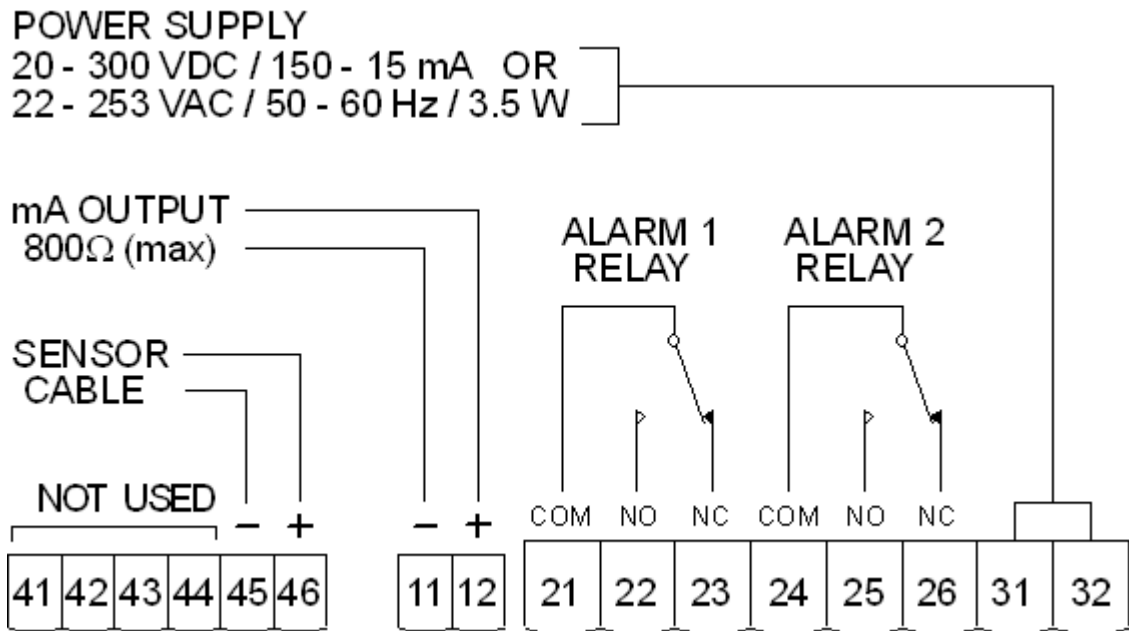 POWER SUPPLY
20 - 300 VDC / 150 - 15 mA OR
22 - 253 VAC / 50 - 60 Hz / 3.5 W
mA OUTPUT
800Ω (max)
ALARM 1
RELAY
ALARM 2
RELAY
SENSOR
CABLE
NOT USED
− +
− +
COM NO NC COM NO NC
41 42 43 44 45 46
11 12
21 22 23 24 25 26 31 32